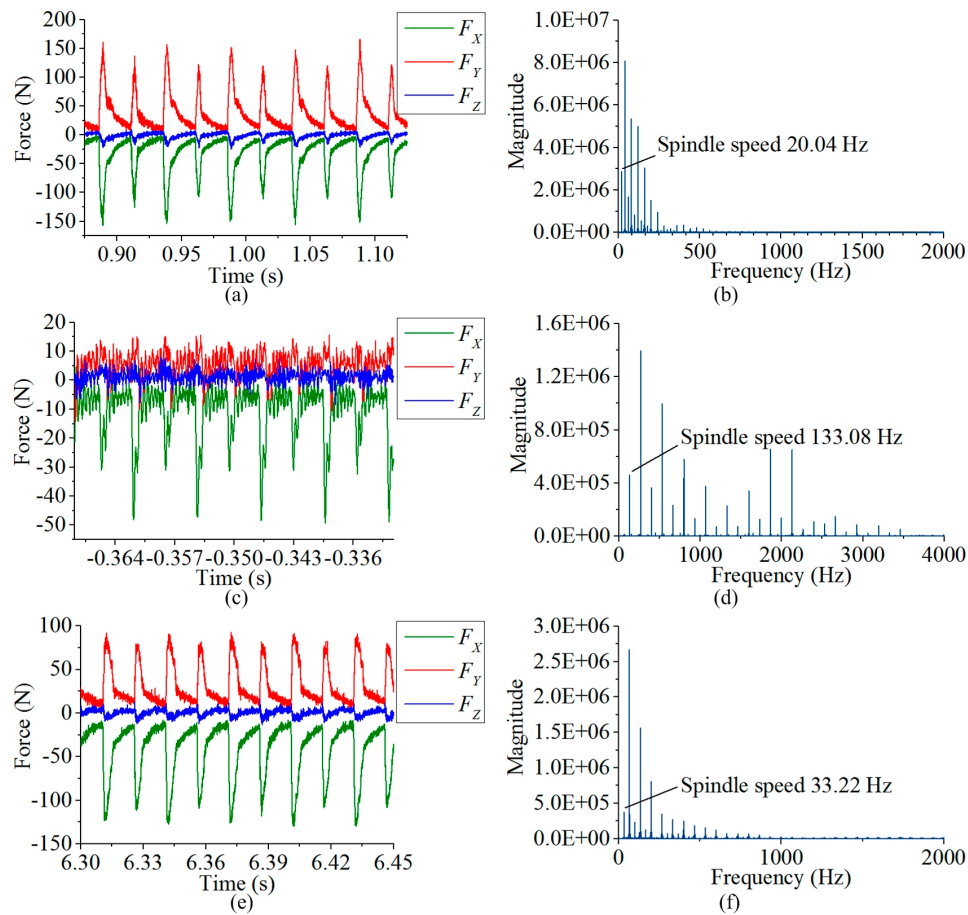 200
150
100
50
0
-50
-100
-150
Force (N)
F_X
F_Y
F_Z
0.90 0.95 1.00 1.05 1.10
Time (s)
(a)
1.0E+07
8.0E+06
6.0E+06
4.0E+06
2.0E+06
0.0E+00
Magnitude
Spindle speed 20.04 Hz
0 500 1000 1500 2000
Frequency (Hz)
(b)
20
10
0
-10
-20
-30
-40
-50
Force (N)
F_X
F_Y
F_Z
-0.364 -0.357 -0.350 -0.343 -0.336
Time (s)
(c)
1.6E+06
1.2E+06
8.0E+05
4.0E+05
0.0E+00
Magnitude
Spindle speed 133.08 Hz
0 1000 2000 3000 4000
Frequency (Hz)
(d)
100
50
0
-50
-100
-150
Force (N)
F_X
F_Y
F_Z
6.30 6.33 6.36 6.39 6.42 6.45
Time (s)
(e)
3.0E+06
2.5E+06
2.0E+06
1.5E+06
1.0E+06
5.0E+05
0.0E+00
Magnitude
Spindle speed 33.22 Hz
0 1000 2000
Frequency (Hz)
(f)